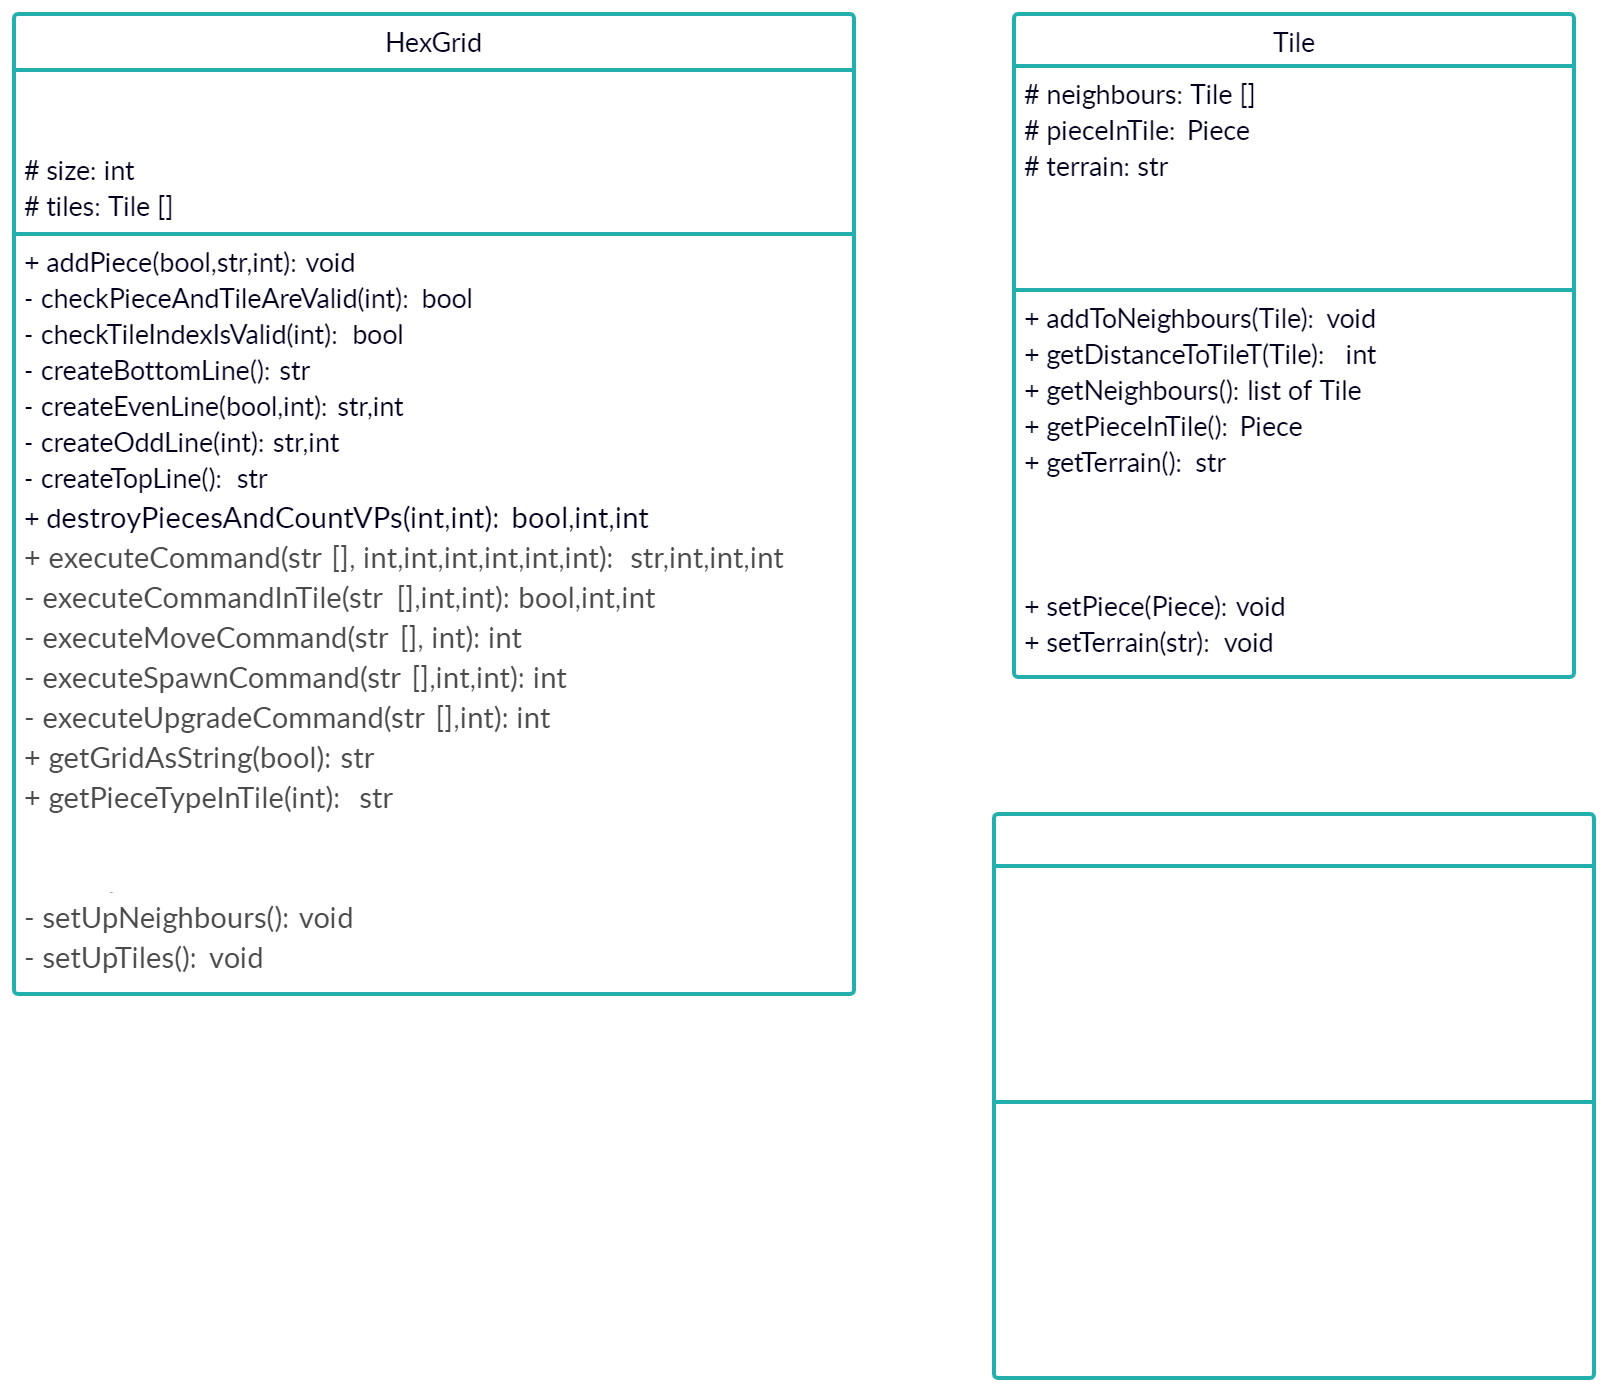 HexGrid
# size: int
# tiles: Tile []
+ addPiece(bool,str,int): void
- checkPieceAndTileAreValid(int): bool
- checkTileIndexIsValid(int): bool
- createBottomLine(): str
- createEvenLine(bool,int): str,int
- createOddLine(int): str,int
- createTopLine(): str
+ destroyPiecesAndCountVPs(int,int): bool,int,int
+ executeCommand(str [], int,int,int,int,int,int): str,int,int,int
- executeCommandInTile(str [],int,int): bool,int,int
- executeMoveCommand(str [], int): int
- executeSpawnCommand(str [],int,int): int
- executeUpgradeCommand(str [],int): int
+ getGridAsString(bool): str
+ getPieceTypeInTile(int): str
- setUpNeighbours(): void
- setUpTiles(): void
Tile
# neighbours: Tile []
# pieceInTile: Piece
# terrain: str
+ addToNeighbours(Tile): void
+ getDistanceToTileT(Tile): int
+ getNeighbours(): list of Tile
+ getPieceInTile(): Piece
+ getTerrain(): str
+ setPiece(Piece): void
+ setTerrain(str): void